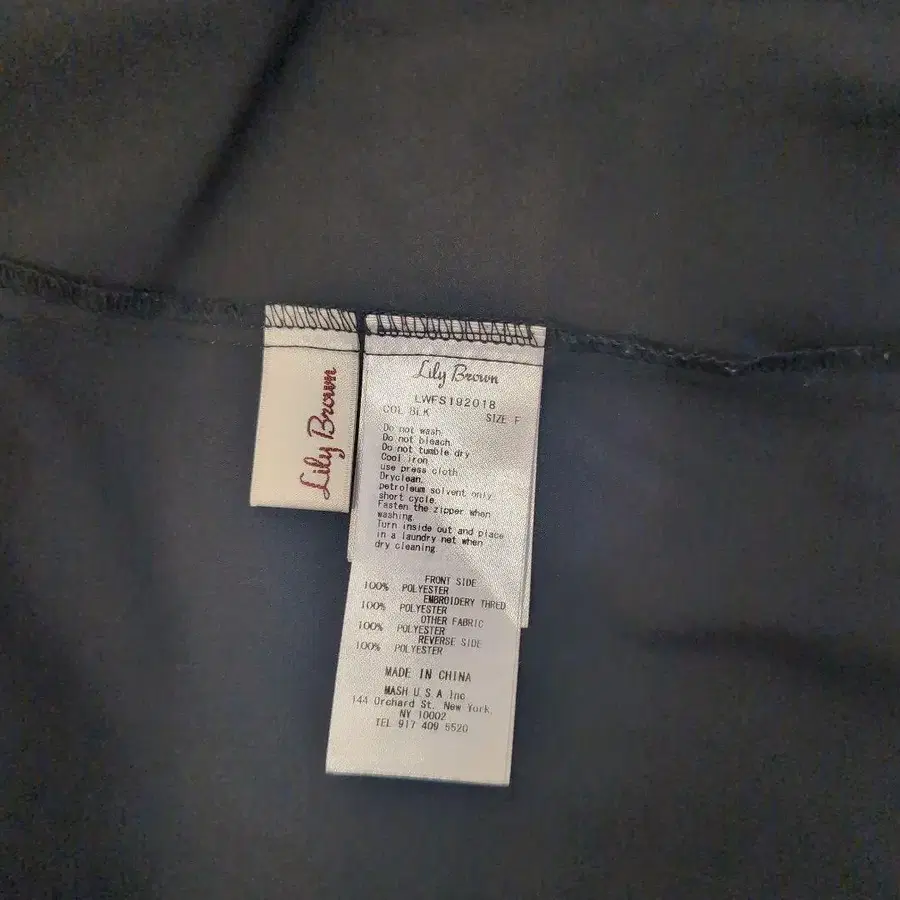 Lily Brown
Lily Brown
LWFS192018
COL BLK SIZE F
Do not wash
Do not bleach
Do not tumble dry
Cool iron
use press cloth
Dryclean,
petroleum solvent only
short cycle
Fasten the zipper when
washing
Turn inside out and place
in a laundry net when
dry cleaning
FRONT SIDE
100% POLYESTER
EMBROIDERY THRED
100% POLYESTER
OTHER FABRIC
100% POLYESTER
REVERSE SIDE
100% POLYESTER
MADE IN CHINA
MASH U.S.A Inc
144 Orchard St. New York,
NY 10002
TEL 917 409 5520